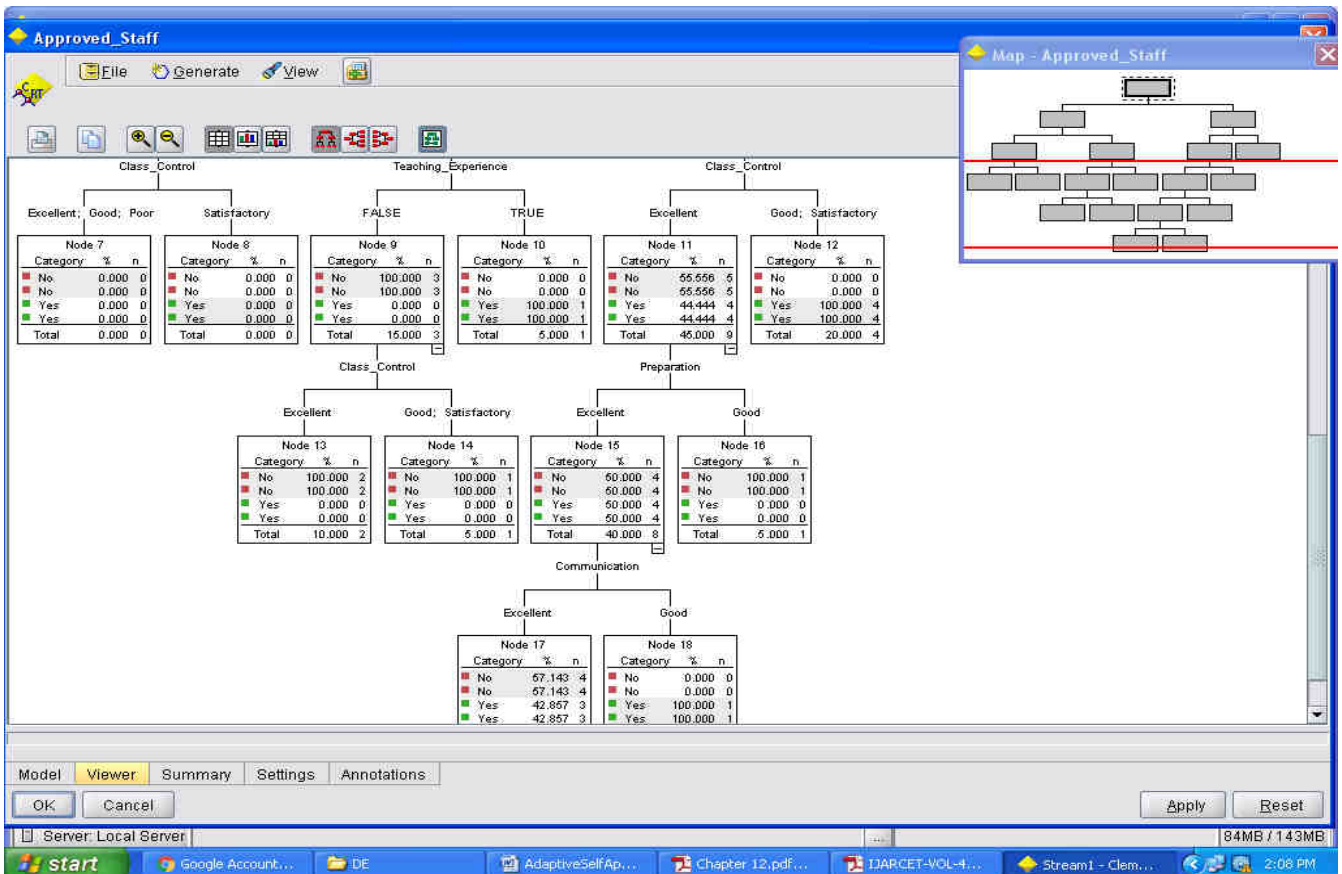 Approved_Staff
Map - Approved_Staff
File Generate View
Class_Control Teaching_Experience Class_Control
Excellent; Good; Poor Satisfactory FALSE TRUE Excellent Good; Satisfactory
Node 7 Node 8 Node 9 Node 10 Node 11 Node 12
Category % n Category % n Category % n Category % n Category % n Category % n
No 0.000 0 No 0.000 0 No 100.000 3 No 0.000 0 No 55.556 5 No 0.000 0
No 0.000 0 No 0.000 0 No 100.000 3 No 0.000 0 No 55.556 5 No 0.000 0
Yes 0.000 0 Yes 0.000 0 Yes 0.000 0 Yes 100.000 1 Yes 44.444 4 Yes 100.000 4
Yes 0.000 0 Yes 0.000 0 Yes 0.000 0 Yes 100.000 1 Yes 44.444 4 Yes 100.000 4
Total 0.000 0 Total 0.000 0 Total 15.000 3 Total 5.000 1 Total 45.000 9 Total 20.000 4
Class_Control Preparation
Excellent Good; Satisfactory Excellent Good
Node 13 Node 14 Node 15 Node 16
Category % n Category % n Category % n Category % n
No 100.000 2 No 100.000 1 No 50.000 4 No 100.000 1
No 100.000 2 No 100.000 1 No 50.000 4 No 100.000 1
Yes 0.000 0 Yes 0.000 0 Yes 50.000 4 Yes 0.000 0
Yes 0.000 0 Yes 0.000 0 Yes 50.000 4 Yes 0.000 0
Total 10.000 2 Total 5.000 1 Total 40.000 8 Total 5.000 1
Communication
Excellent Good
Node 17 Node 18
Category % n Category % n
No 57.143 4 No 0.000 0
No 57.143 4 No 0.000 0
Yes 42.857 3 Yes 100.000 1
Yes 42.857 3 Yes 100.000 1
Model Viewer Summary Settings Annotations
OK Cancel Apply Reset
Server: Local Server ... 84MB / 143MB
start Google Account... DE AdaptiveSelfAp... Chapter 12.pdf... IJARCET-VOL-4... Stream1 - Clem... 2:08 PM